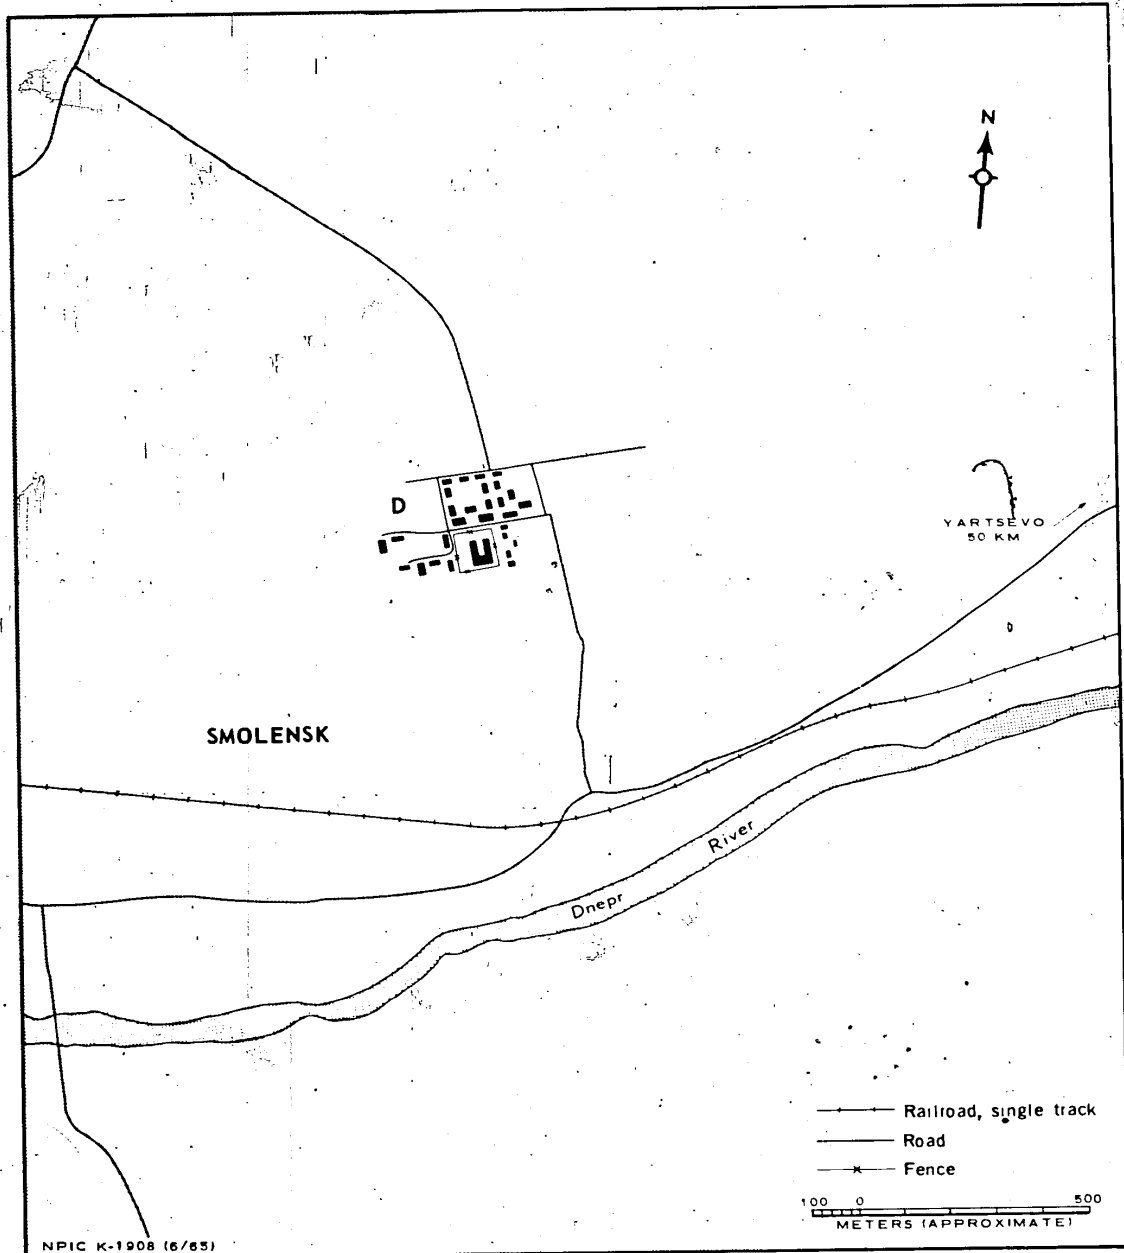 N
D
YARTSEVO
50 KM
SMOLENSK
River
Dnepr
Railroad, single track
Road
Fence
100 0 500
METERS (APPROXIMATE)
NPIC K-1908 (6/65)